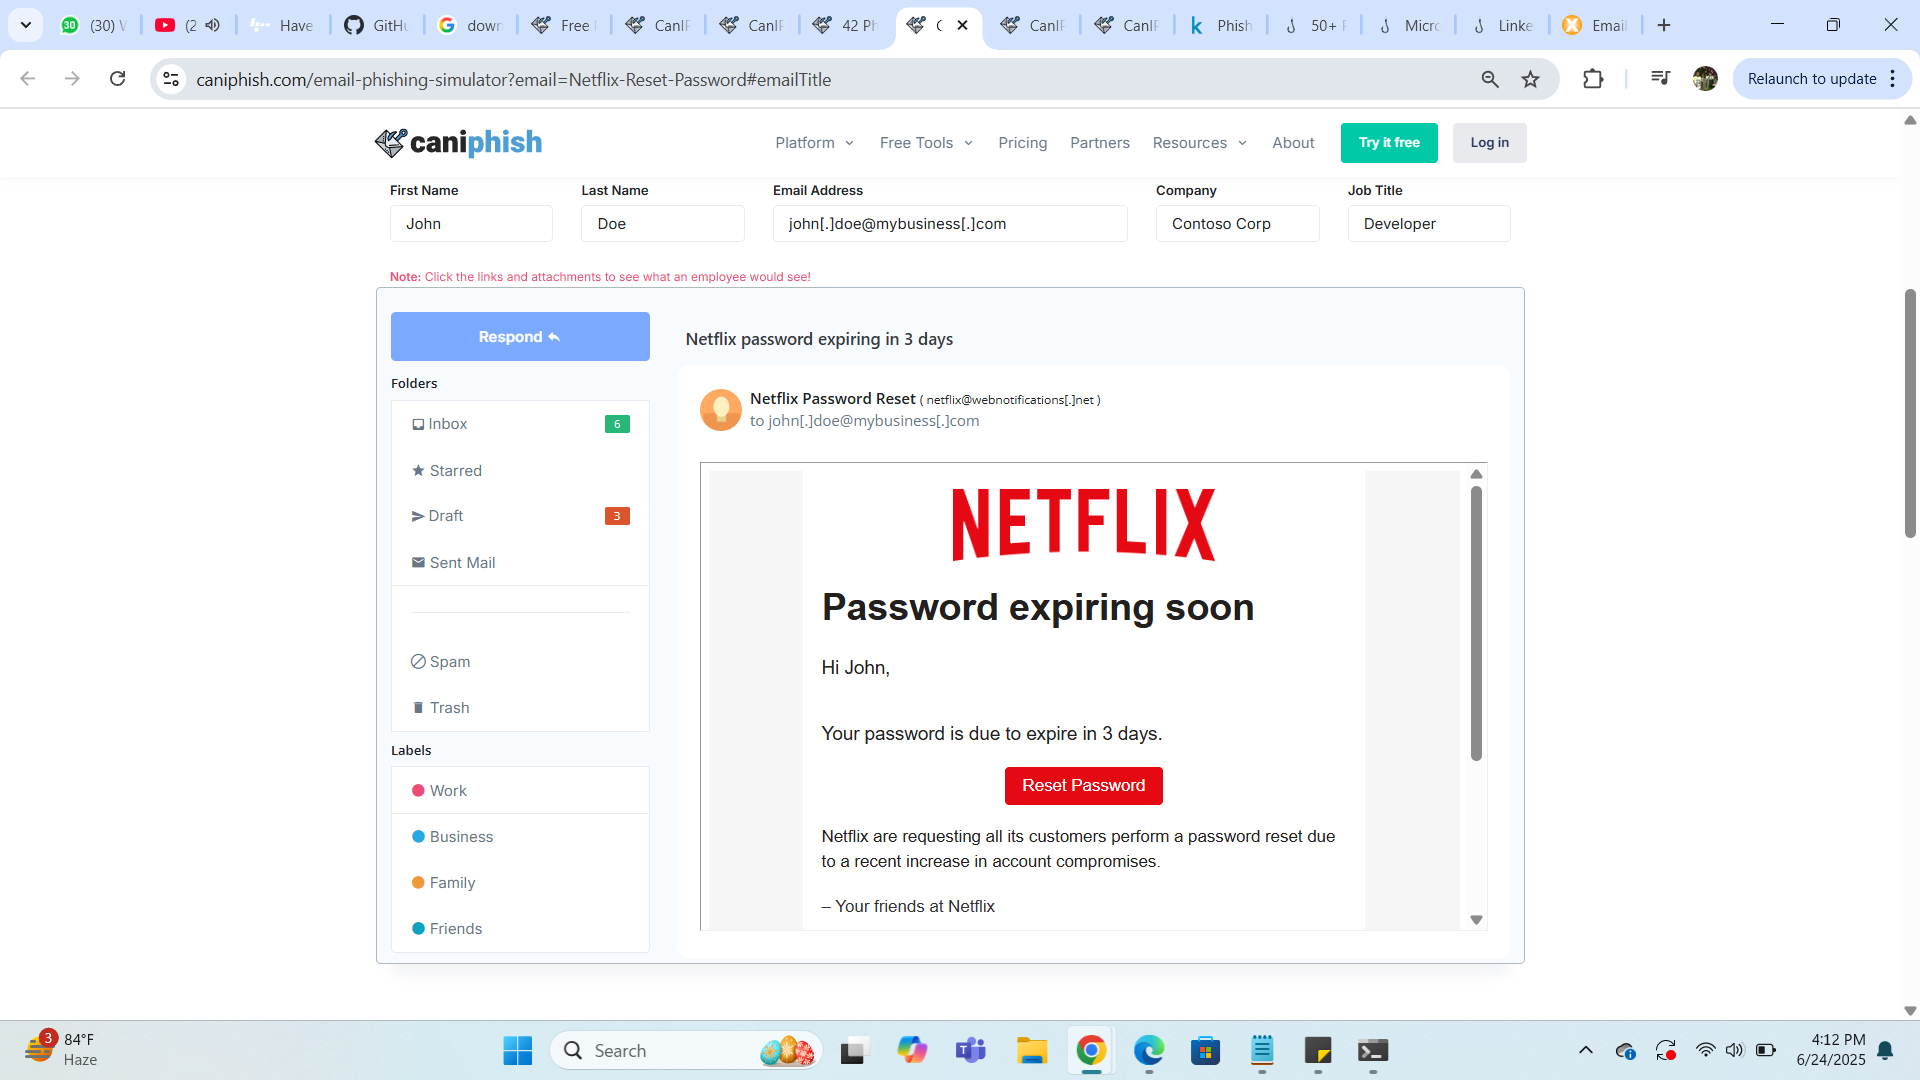 (30) W
(2
Have
GitHu
down
Free
CanIF
CanIF
42 Ph
CanIF
CanIF
Phish
50+ F
Micro
Linke
Email
caniphish.com/email-phishing-simulator?email=Netflix-Reset-Password#emailTitle
Relaunch to update
caniphish
Platform
Free Tools
Pricing
Partners
Resources
About
Try it free
Log in
First Name
Last Name
Email Address
Company
Job Title
John
Doe
john[.]doe@mybusiness[.]com
Contoso Corp
Developer
Note: Click the links and attachments to see what an employee would see!
Respond
Netflix password expiring in 3 days
Folders
Inbox
6
Starred
Draft
3
Sent Mail
Spam
Trash
Labels
Work
Business
Family
Friends
Netflix Password Reset ( netflix@webnotifications[.]net )
to john[.]doe@mybusiness[.]com
NETFLIX
Password expiring soon
Hi John,
Your password is due to expire in 3 days.
Reset Password
Netflix are requesting all its customers perform a password reset due
to a recent increase in account compromises.
– Your friends at Netflix
3
84°F
Haze
Search
4:12 PM
6/24/2025